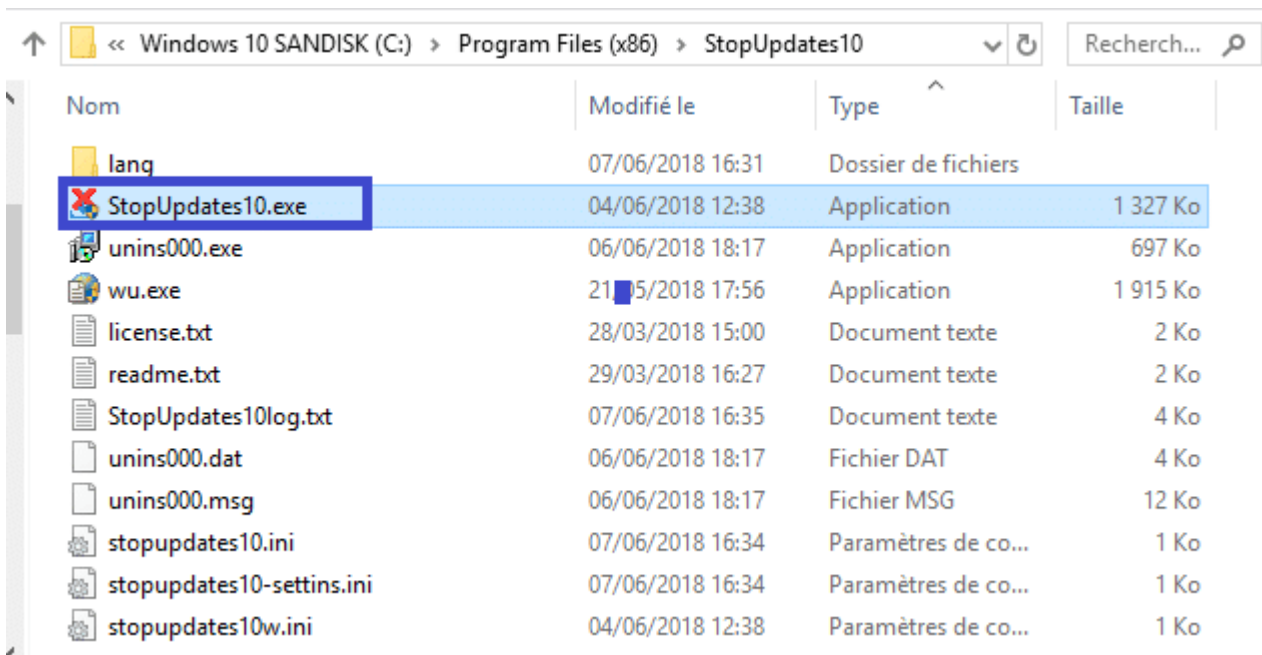 « Windows 10 SANDISK (C:) > Program Files (x86) > StopUpdates10 Recherch...
Nom Modifié le Type Taille
lang 07/06/2018 16:31 Dossier de fichiers
StopUpdates10.exe 04/06/2018 12:38 Application 1 327 Ko
unins000.exe 06/06/2018 18:17 Application 697 Ko
wu.exe 21/05/2018 17:56 Application 1 915 Ko
license.txt 28/03/2018 15:00 Document texte 2 Ko
readme.txt 29/03/2018 16:27 Document texte 2 Ko
StopUpdates10log.txt 07/06/2018 16:35 Document texte 4 Ko
unins000.dat 06/06/2018 18:17 Fichier DAT 4 Ko
unins000.msg 06/06/2018 18:17 Fichier MSG 12 Ko
stopupdates10.ini 07/06/2018 16:34 Paramètres de co... 1 Ko
stopupdates10-settins.ini 07/06/2018 16:34 Paramètres de co... 1 Ko
stopupdates10w.ini 04/06/2018 12:38 Paramètres de co... 1 Ko